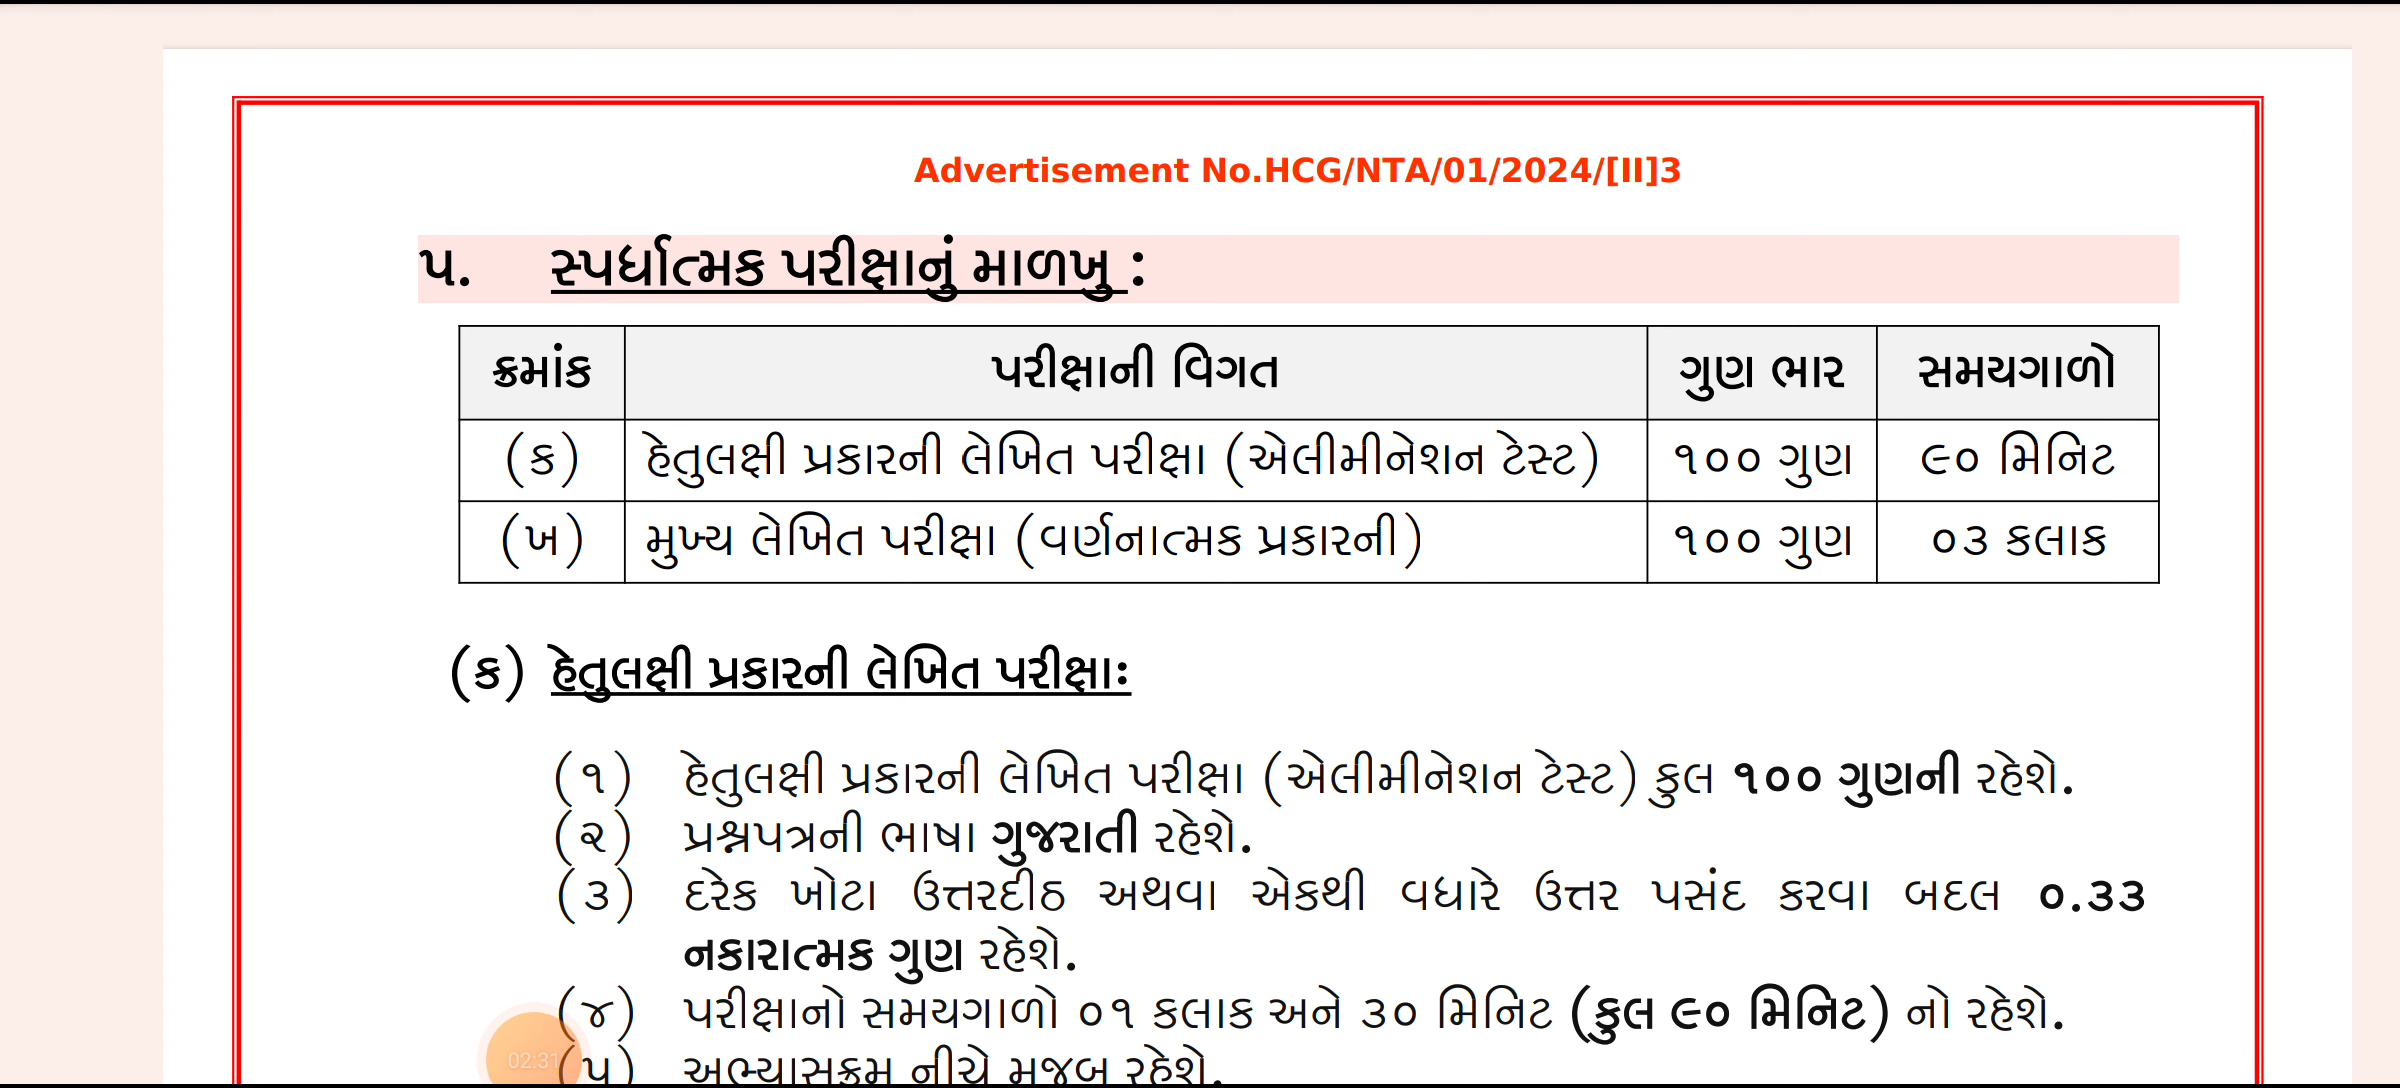 Advertisement No.HCG/NTA/01/2024/[II]3
૫. સ્પર્ધાત્મક પરીક્ષાનું માળખુ :
ક્રમાંક પરીક્ષાની વિગત ગુણ ભાર સમયગાળો
(ક) હેતુલક્ષી પ્રકારની લેખિત પરીક્ષા (એલીમીનેશન ટેસ્ટ) ૧૦૦ ગુણ ૯૦ મિનિટ
(ખ) મુખ્ય લેખિત પરીક્ષા (વર્ણનાત્મક પ્રકારની) ૧૦૦ ગુણ ૦૩ કલાક
(ક) હેતુલક્ષી પ્રકારની લેખિત પરીક્ષાઃ
(૧) હેતુલક્ષી પ્રકારની લેખિત પરીક્ષા (એલીમીનેશન ટેસ્ટ) કુલ ૧૦૦ ગુણની રહેશે.
(૨) પ્રશ્નપત્રની ભાષા ગુજરાતી રહેશે.
(૩) દરેક ખોટા ઉત્તરદીઠ અથવા એકથી વધારે ઉત્તર પસંદ કરવા બદલ ૦.૩૩
નકારાત્મક ગુણ રહેશે.
(૪) પરીક્ષાનો સમયગાળો ૦૧ કલાક અને ૩૦ મિનિટ (કુલ ૯૦ મિનિટ) નો રહેશે.
02:31
(૫) અભ્યાસક્રમ નીચે મજબ રહેશે.